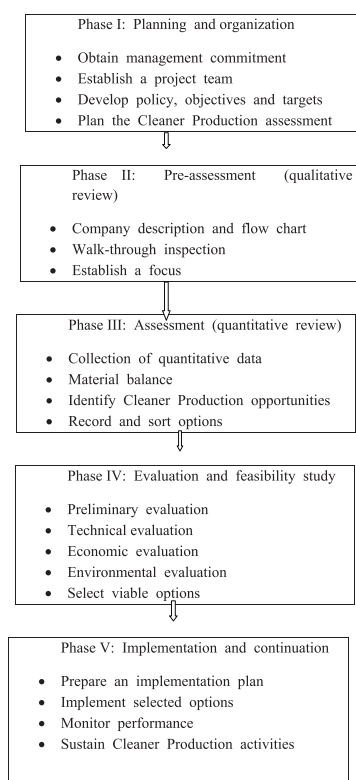 Phase I: Planning and organization
• Obtain management commitment
• Establish a project team
• Develop policy, objectives and targets
• Plan the Cleaner Production assessment
Phase II: Pre-assessment (qualitative
review)
• Company description and flow chart
• Walk-through inspection
• Establish a focus
Phase III: Assessment (quantitative review)
• Collection of quantitative data
• Material balance
• Identify Cleaner Production opportunities
• Record and sort options
Phase IV: Evaluation and feasibility study
• Preliminary evaluation
• Technical evaluation
• Economic evaluation
• Environmental evaluation
• Select viable options
Phase V: Implementation and continuation
• Prepare an implementation plan
• Implement selected options
• Monitor performance
• Sustain Cleaner Production activities